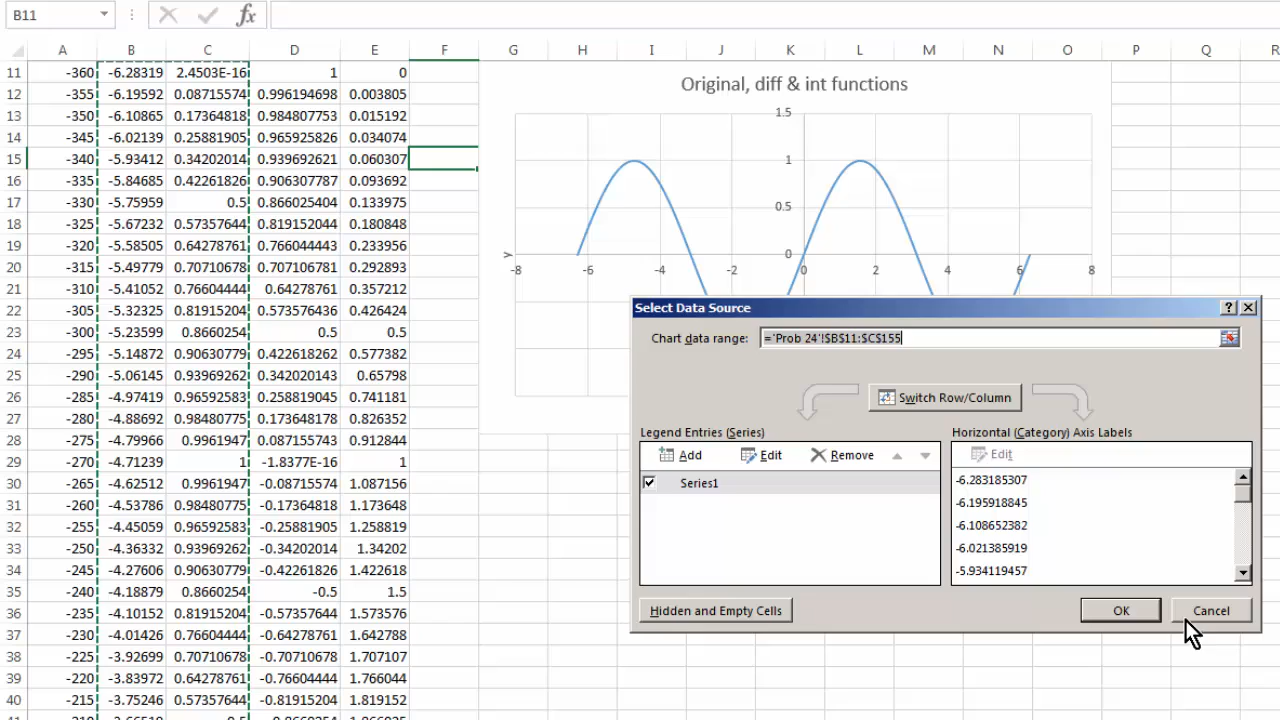 B11 fx
A B C D E F G H I J K L M N O P Q R
11 -360 -6.28319 2.4503E-16 1 0
12 -355 -6.19592 0.08715574 0.996194698 0.003805
13 -350 -6.10865 0.17364818 0.984807753 0.015192
14 -345 -6.02139 0.25881905 0.965925826 0.034074
15 -340 -5.93412 0.34202014 0.939692621 0.060307
16 -335 -5.84685 0.42261826 0.906307787 0.093692
17 -330 -5.75959 0.5 0.866025404 0.133975
18 -325 -5.67232 0.57357644 0.819152044 0.180848
19 -320 -5.58505 0.64278761 0.766044443 0.233956
20 -315 -5.49779 0.70710678 0.707106781 0.292893
21 -310 -5.41052 0.76604444 0.64278761 0.357212
22 -305 -5.32325 0.81915204 0.573576436 0.426424
23 -300 -5.23599 0.8660254 0.5 0.5
24 -295 -5.14872 0.90630779 0.422618262 0.577382
25 -290 -5.06145 0.93969262 0.342020143 0.65798
26 -285 -4.97419 0.96592583 0.258819045 0.741181
27 -280 -4.88692 0.98480775 0.173648178 0.826352
28 -275 -4.79966 0.9961947 0.087155743 0.912844
29 -270 -4.71239 1 -1.8377E-16 1
30 -265 -4.62512 0.9961947 -0.08715574 1.087156
31 -260 -4.53786 0.98480775 -0.17364818 1.173648
32 -255 -4.45059 0.96592583 -0.25881905 1.258819
33 -250 -4.36332 0.93969262 -0.34202014 1.34202
34 -245 -4.27606 0.90630779 -0.42261826 1.422618
35 -240 -4.18879 0.8660254 -0.5 1.5
36 -235 -4.10152 0.81915204 -0.57357644 1.573576
37 -230 -4.01426 0.76604444 -0.64278761 1.642788
38 -225 -3.92699 0.70710678 -0.70710678 1.707107
39 -220 -3.83972 0.64278761 -0.76604444 1.766044
40 -215 -3.75246 0.57357644 -0.81915204 1.819152
Original, diff & int functions
1.5
1
0.5
0
y
-8 -6 -4 -2 0 2 4 6 8
Select Data Source
Chart data range: ='Prob 24'!$B$11:$C$155
Switch Row/Column
Legend Entries (Series)
Add Edit Remove
Series1
Horizontal (Category) Axis Labels
Edit
-6.283185307
-6.195918845
-6.108652382
-6.021385919
-5.934119457
Hidden and Empty Cells
OK Cancel